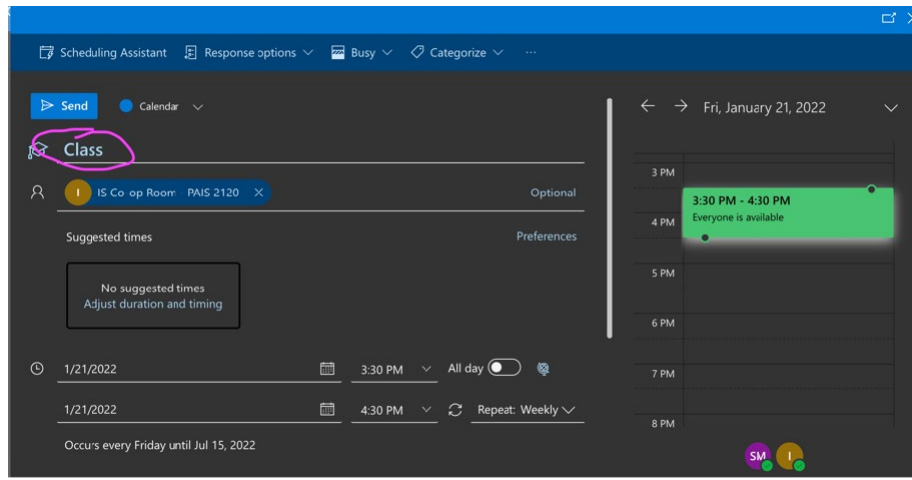 Scheduling Assistant Response options Busy Categorize ...
Send Calendar
Fri, January 21, 2022
Class
IS Co op Room PAIS 2120 Optional
I
Suggested times Preferences
No suggested times
Adjust duration and timing
1/21/2022 3:30 PM All day
1/21/2022 4:30 PM Repeat: Weekly
Occurs every Friday until Jul 15, 2022
3 PM
3:30 PM - 4:30 PM
Everyone is available
4 PM
5 PM
6 PM
7 PM
8 PM
SM I